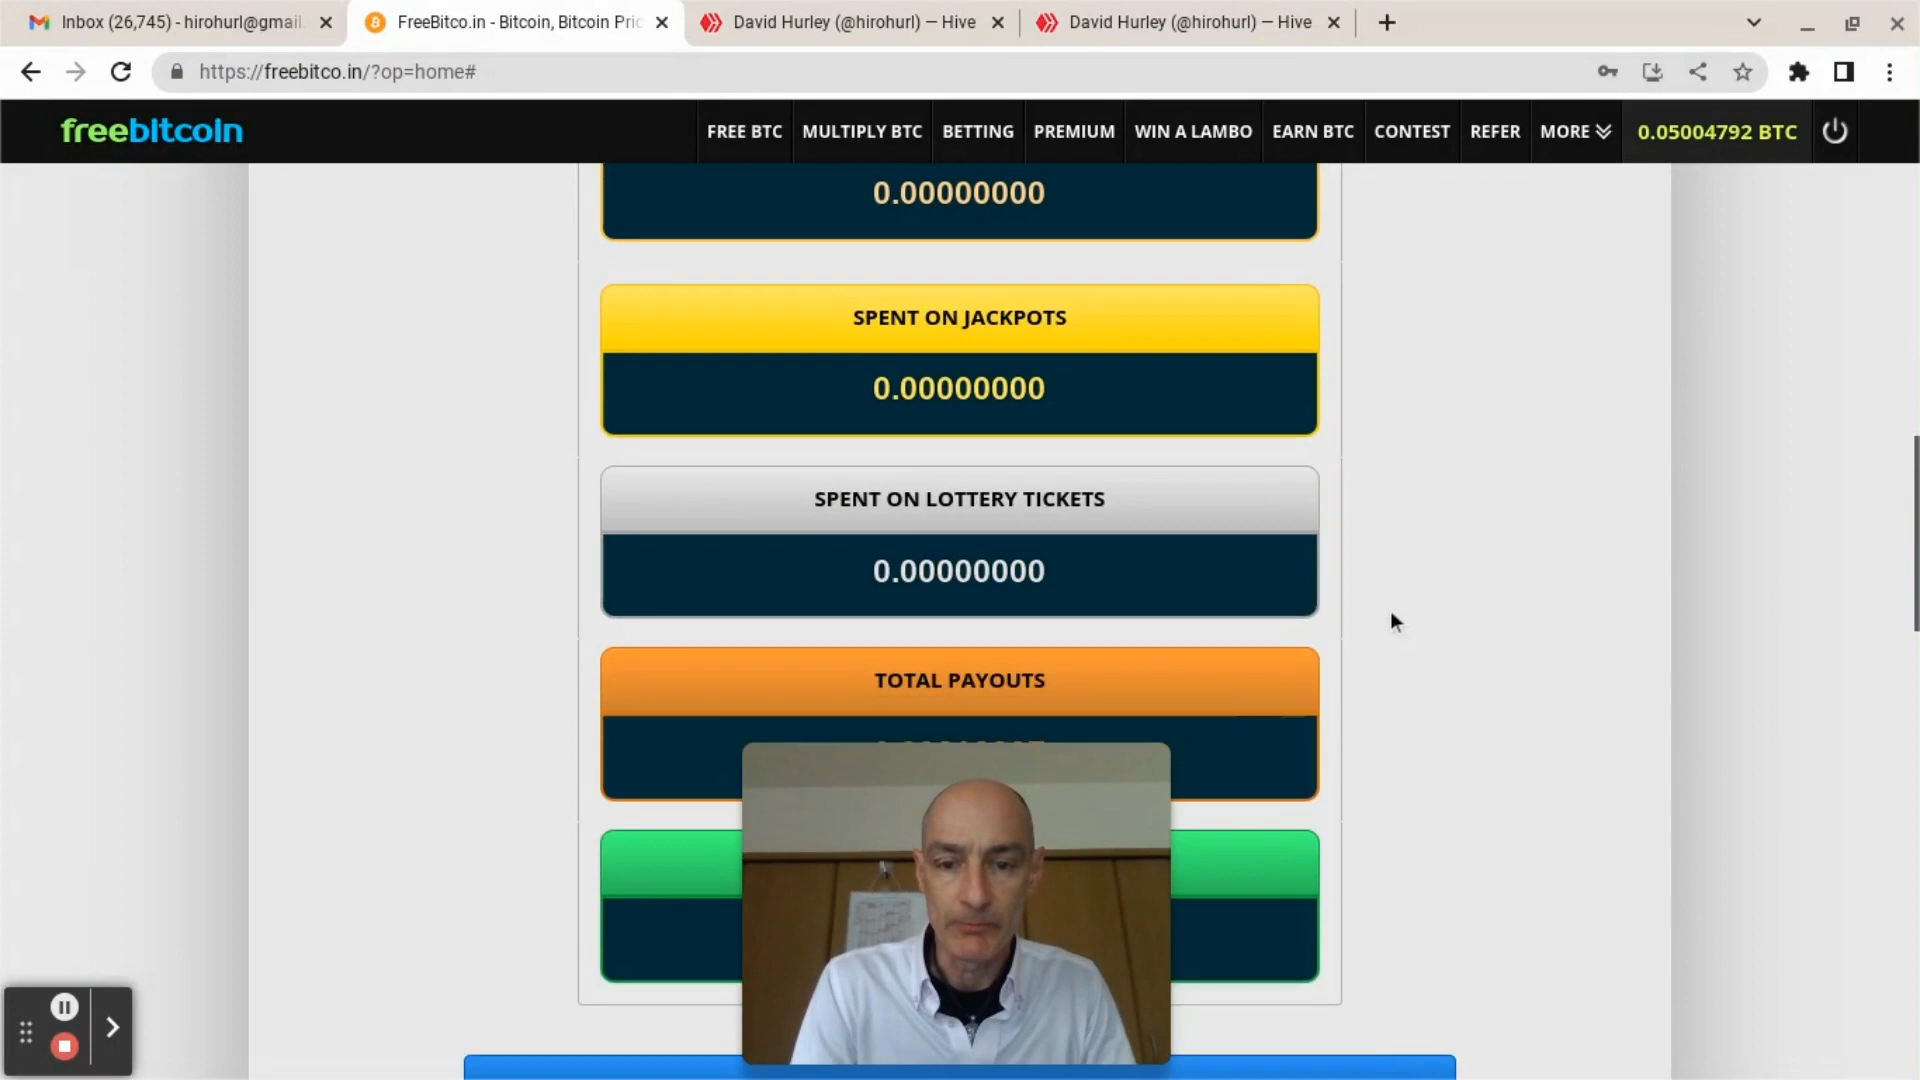 Inbox (26,745) - hirohurl@gmail.
FreeBitco.in - Bitcoin, Bitcoin Pric
David Hurley (@hirohurl) — Hive
David Hurley (@hirohurl) — Hive
https://freebitco.in/?op=home#
freebitcoin
FREE BTC
MULTIPLY BTC
BETTING
PREMIUM
WIN A LAMBO
EARN BTC
CONTEST
REFER
MORE
0.05004792 BTC
0.00000000
SPENT ON JACKPOTS
0.00000000
SPENT ON LOTTERY TICKETS
0.00000000
TOTAL PAYOUTS